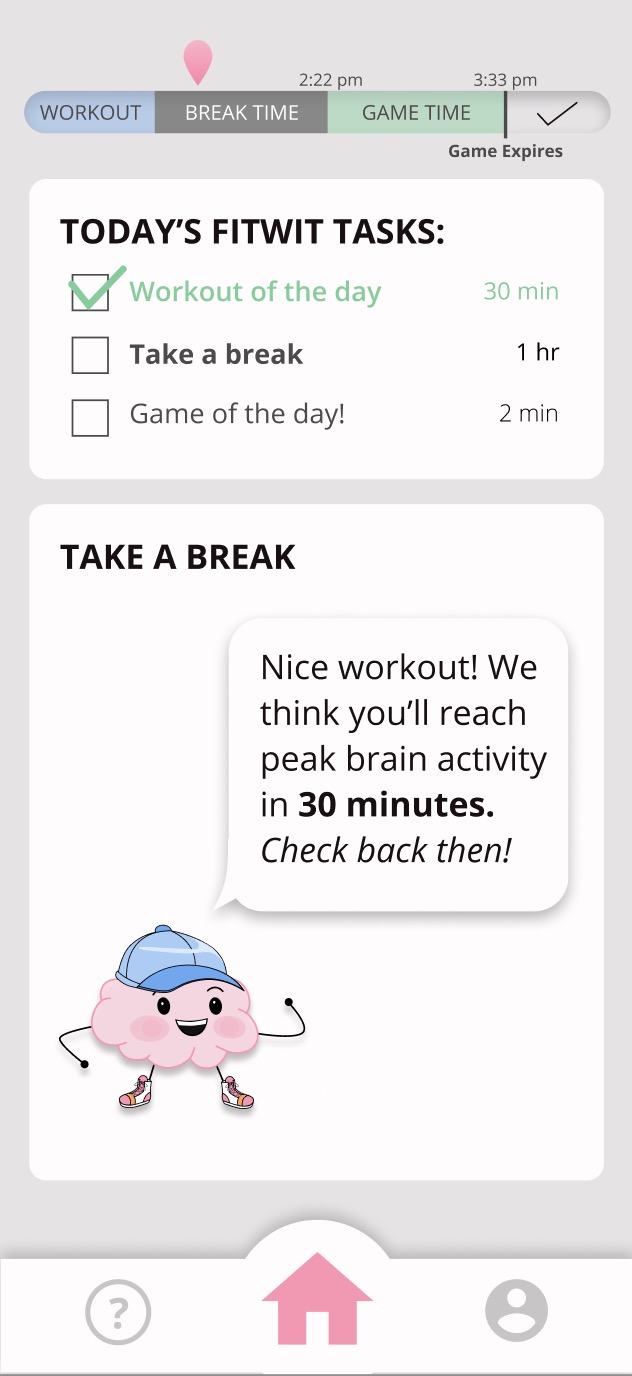 2:22 pm 3:33 pm
WORKOUT BREAK TIME GAME TIME
Game Expires
TODAY’S FITWIT TASKS:
Workout of the day 30 min
Take a break 1 hr
Game of the day! 2 min
TAKE A BREAK
Nice workout! We
think you’ll reach
peak brain activity
in 30 minutes.
Check back then!
?